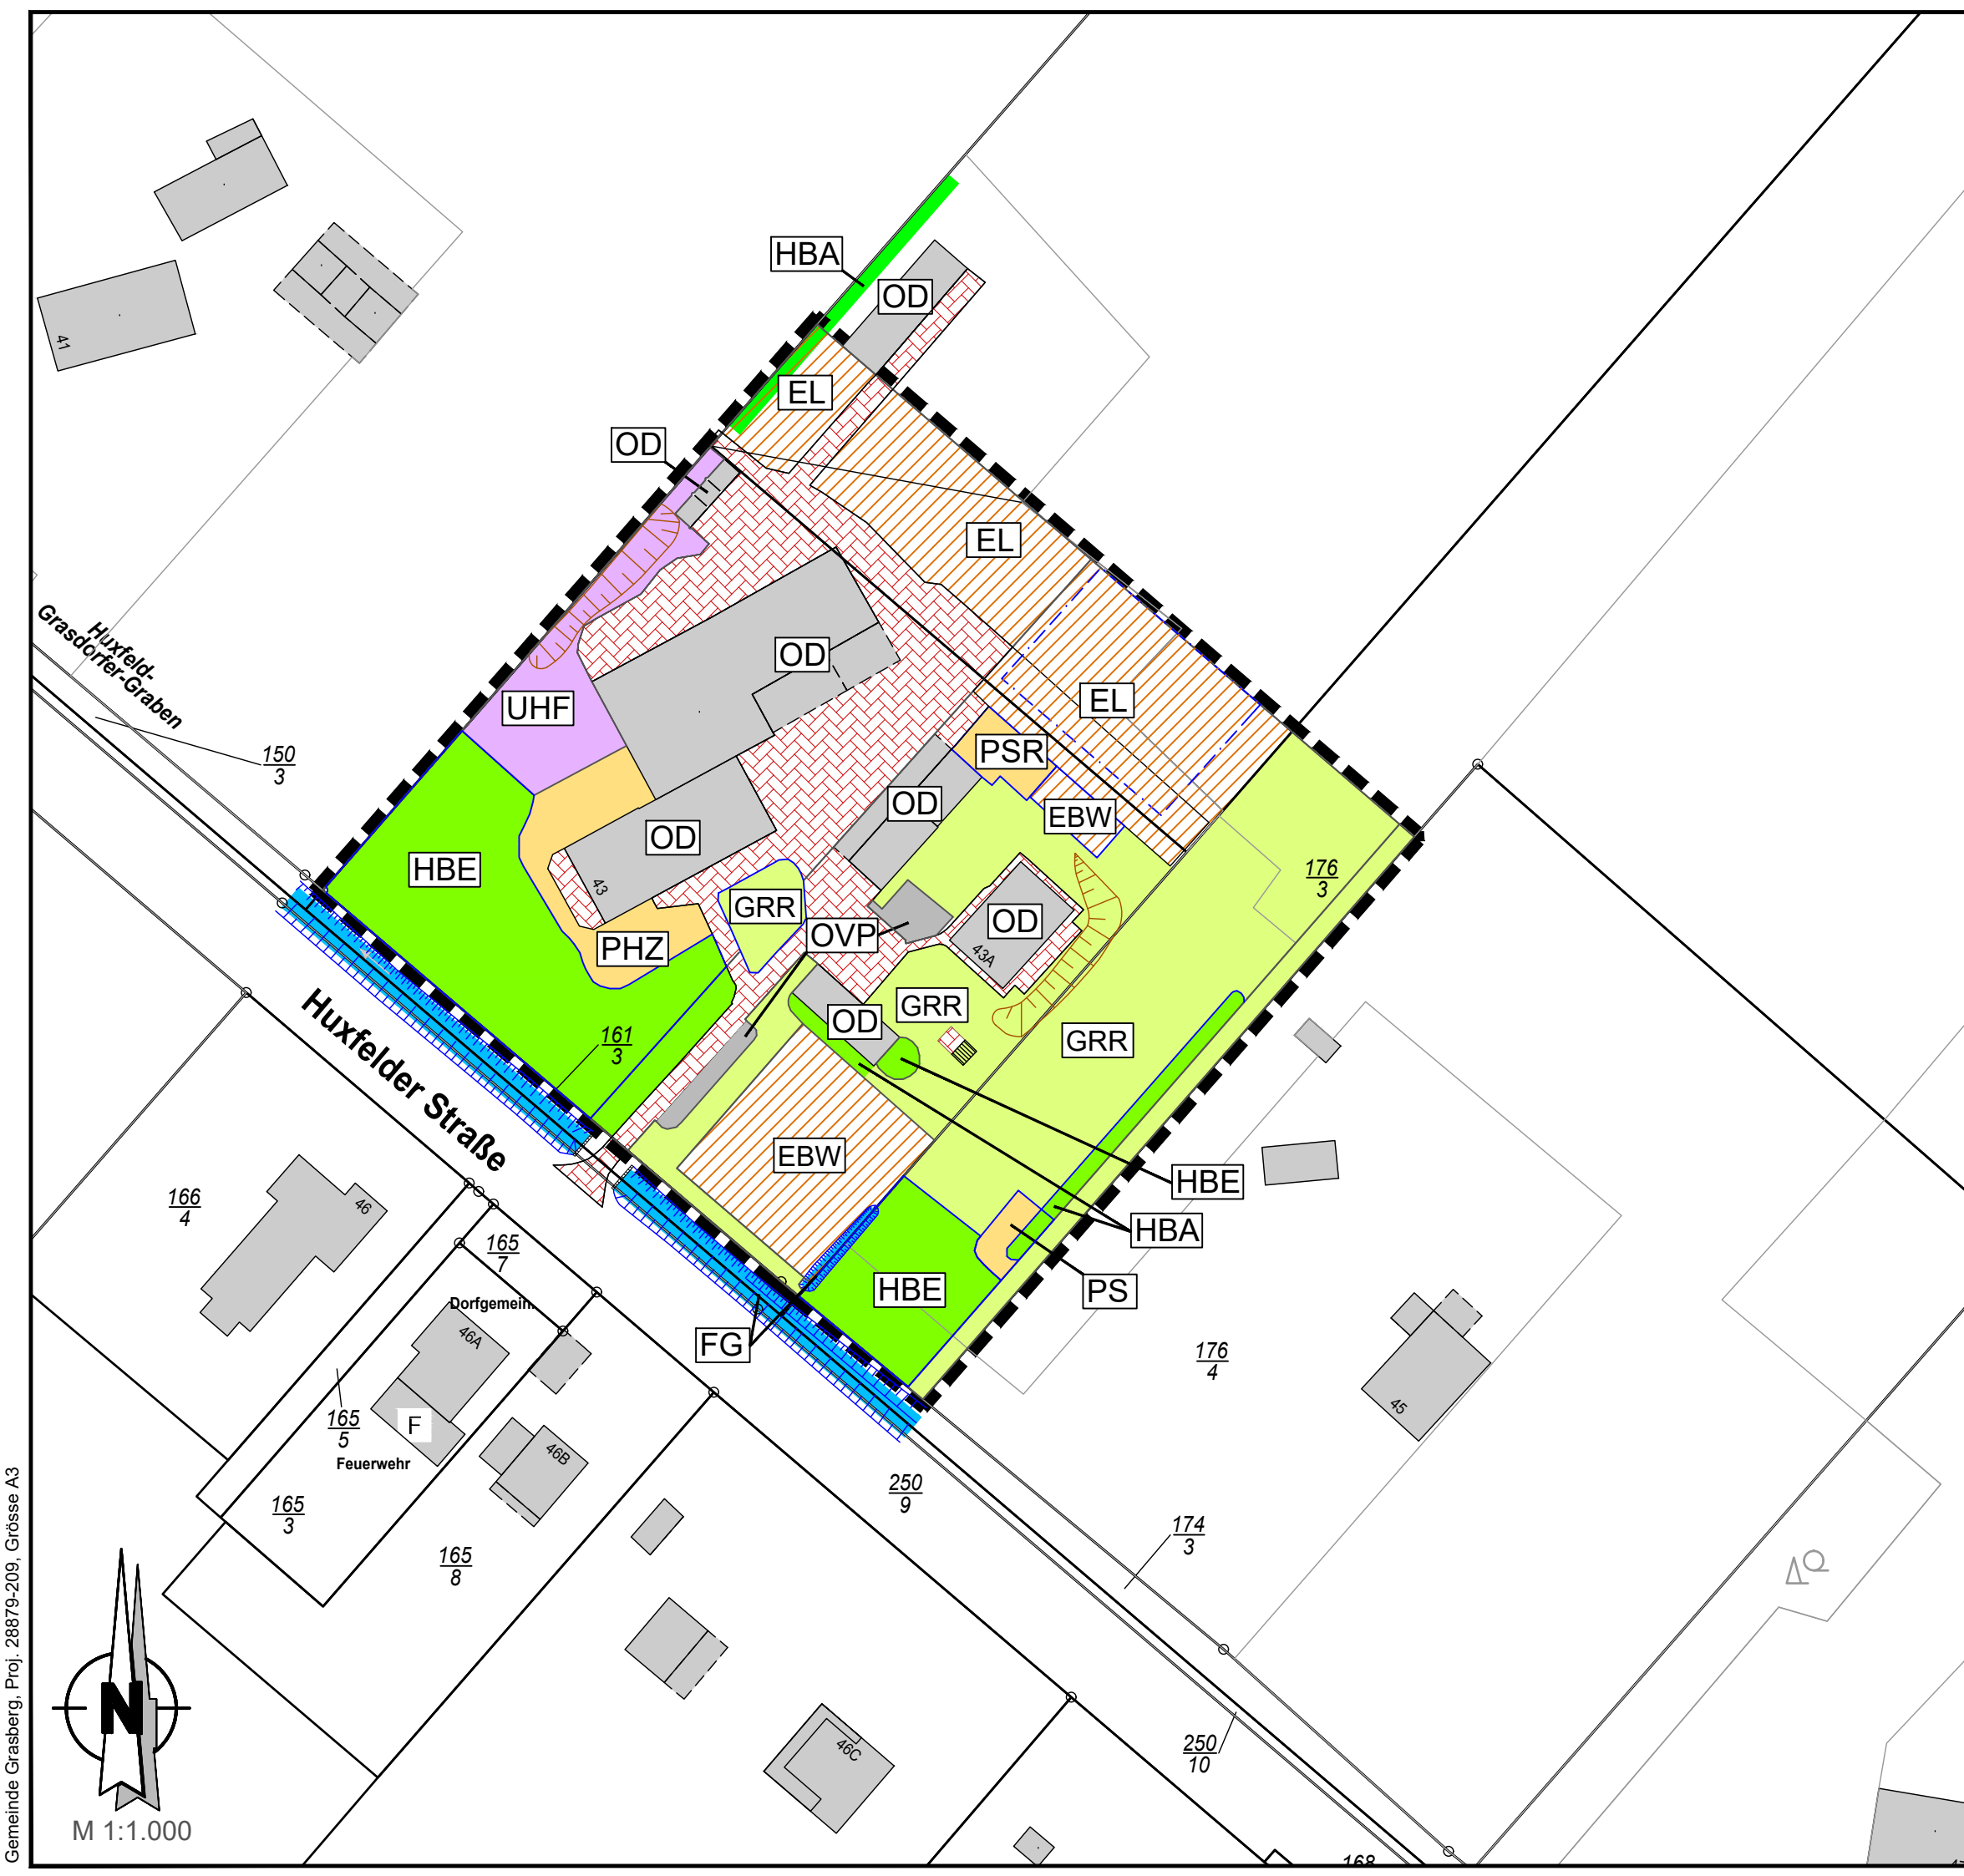 HBA
OD
EL
OD
41
EL
Huxfeld-
Grasdorfer-Graben
OD
EL
UHF
150
3
PSR
OD
EBW
OD
HBE
176
3
43
GRR
OVP
OD
PHZ
43A
GRR
OD
GRR
161
3
Huxfelder Straße
EBW
HBE
166
4
46
HBA
165
7
HBE
PS
Dorfgemein.
46A
FG
176
4
165
5
F
45
46B
Feuerwehr
250
9
165
3
174
3
165
8
N
250
10
46C
M 1:1.000
168
Gemeinde Grasberg, Proj. 28879-209, Grösse A3